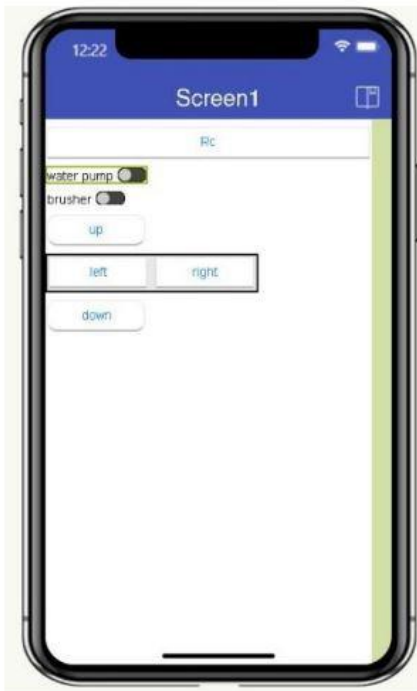 12:22
Screen1
Rc
water pump
brusher
up
left right
down